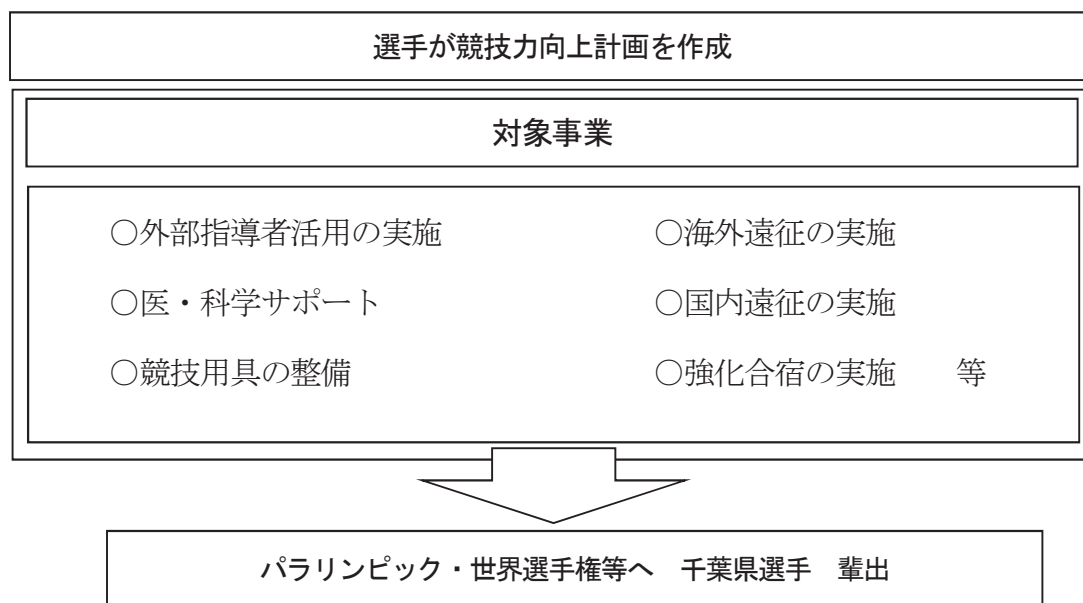 選手が競技力向上計画を作成
対象事業
○外部指導者活用の実施　○海外遠征の実施
○医・科学サポート　○国内遠征の実施
○競技用具の整備　○強化合宿の実施　等
パラリンピック・世界選手権等へ　千葉県選手　輩出